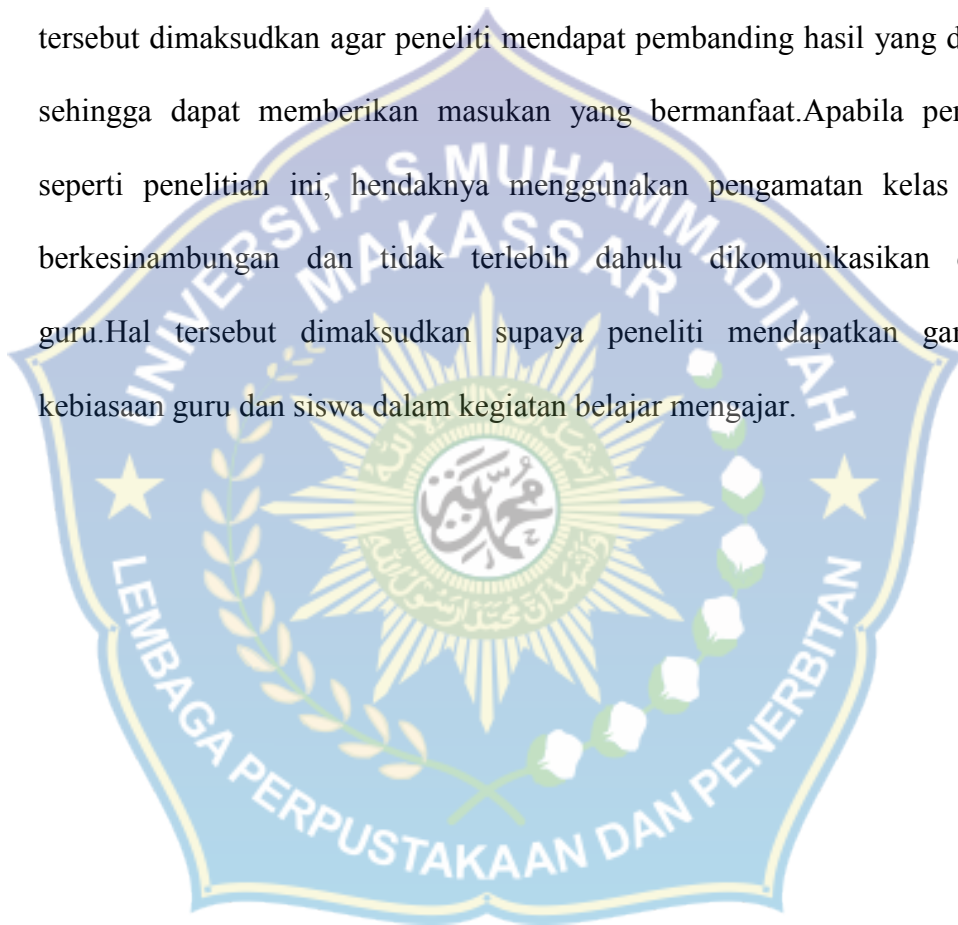 tersebut dimaksudkan agar peneliti mendapat pembanding hasil yang d
sehingga dapat memberikan masukan yang bermanfaat.Apabila pen
seperti penelitian ini, hendaknya menggunakan pengamatan kelas
berkesinambungan dan tidak terlebih dahulu dikomunikasikan
guru.Hal tersebut dimaksudkan supaya peneliti mendapatkan gam
kebiasaan guru dan siswa dalam kegiatan belajar mengajar.
UNIVERSITAS MUHAMMADIYAH
MAKASSAR
LEMBAGA PERPUSTAKAAN DAN PENERBITAN